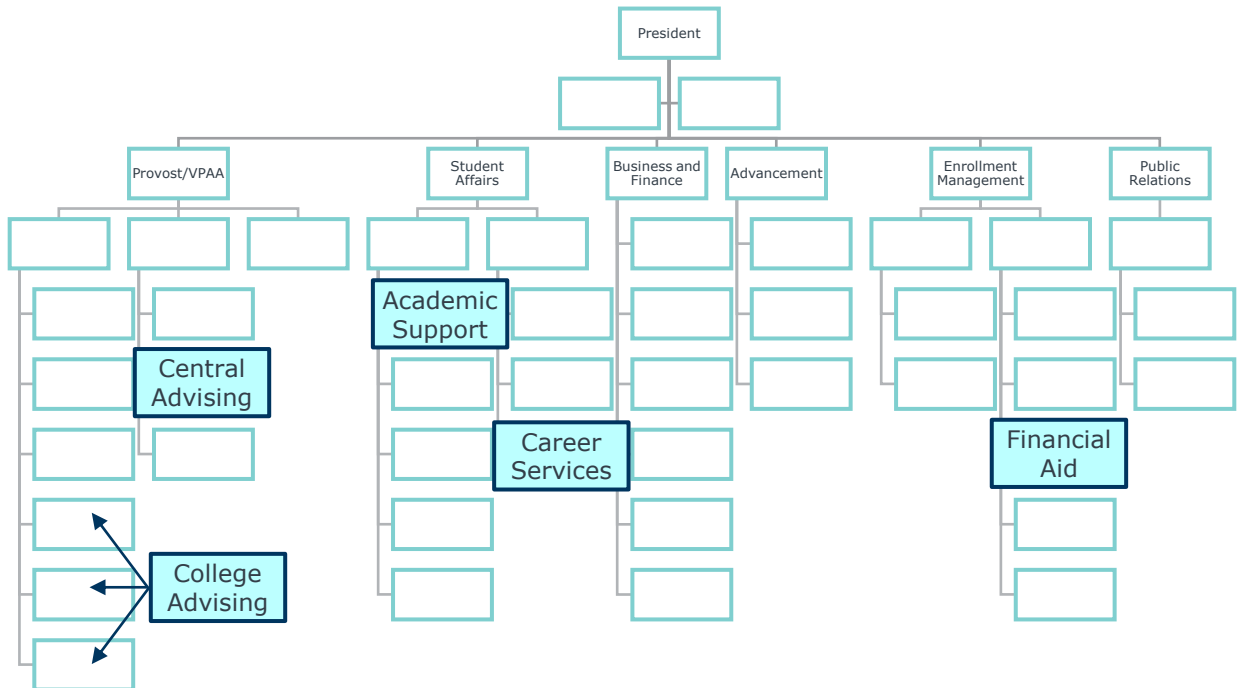 President
Provost/VPAA
Student
Affairs
Business and
Finance
Advancement
Enrollment
Management
Public
Relations
Academic
Support
Central
Advising
Career
Services
Financial
Aid
College
Advising